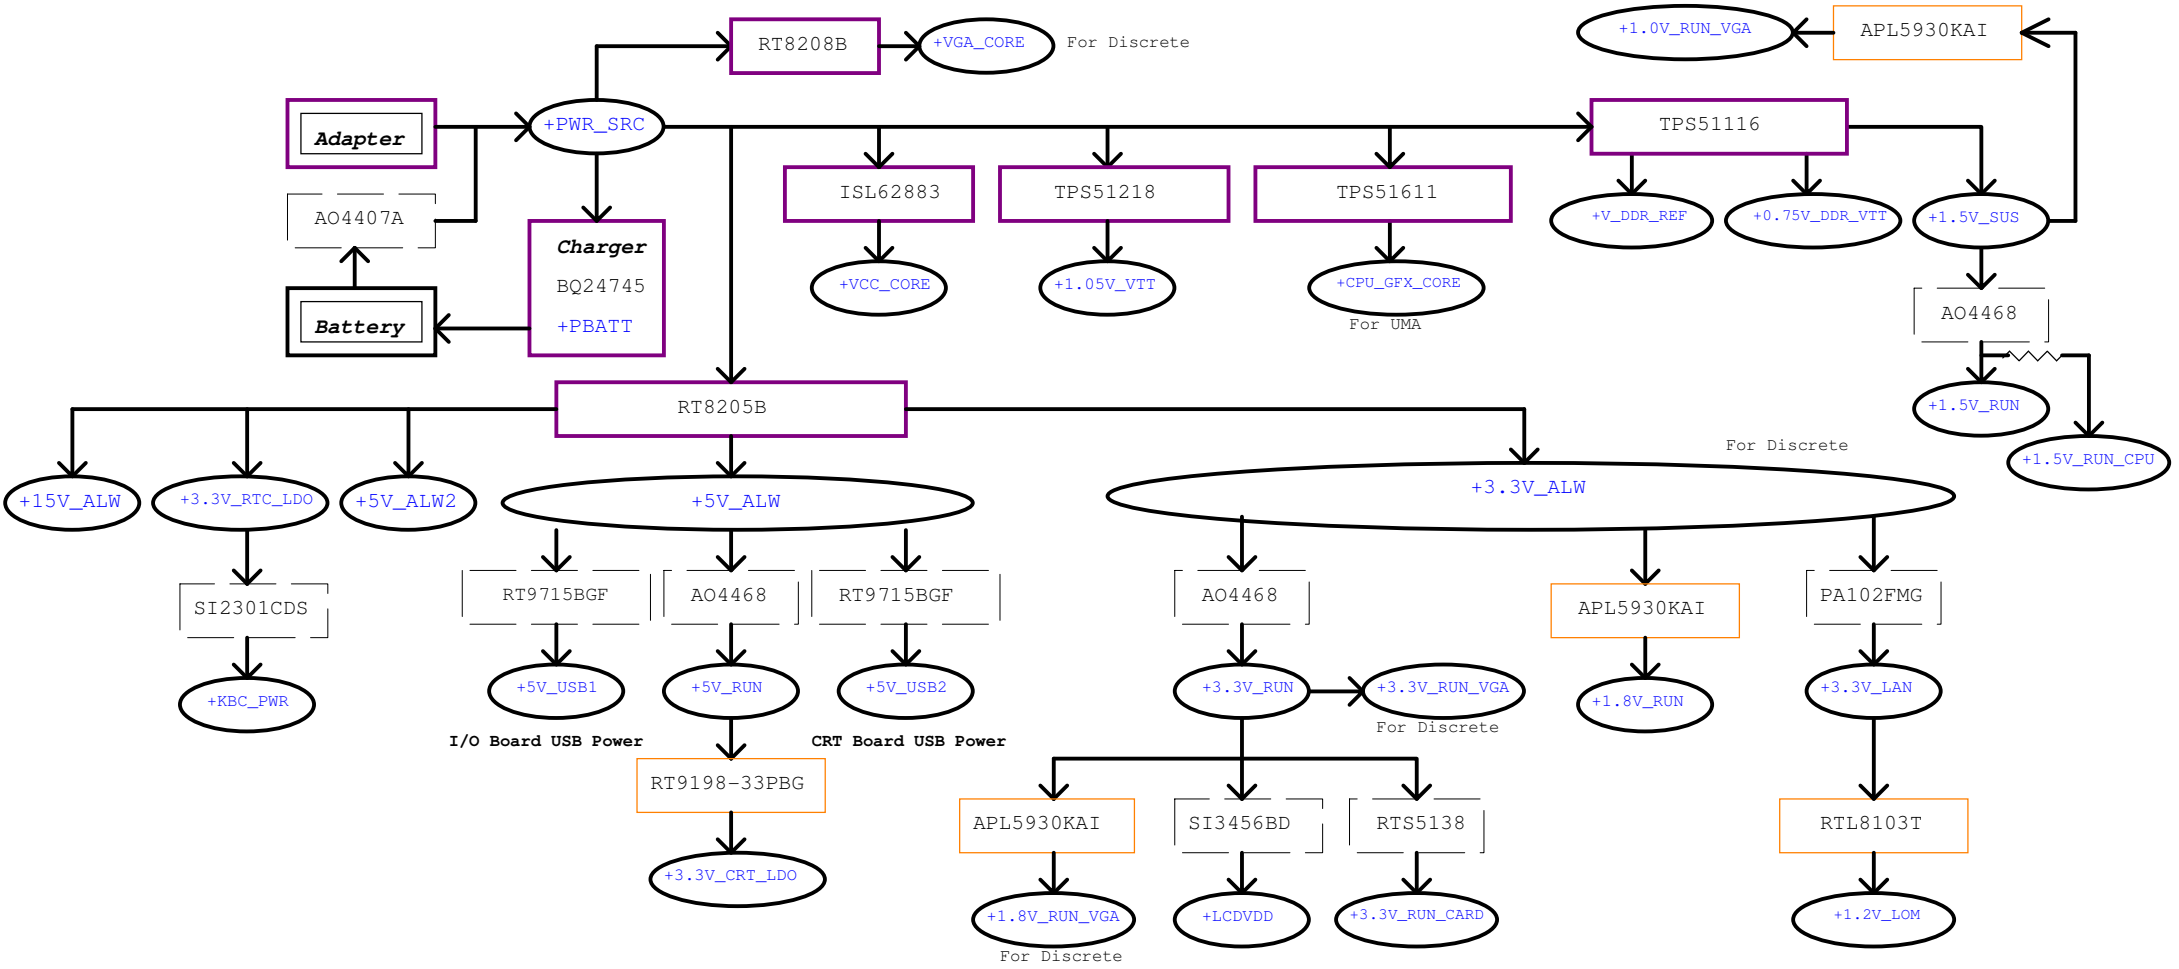 RT8208B
+VGA_CORE
For Discrete
+1.0V_RUN_VGA
APL5930KAI
Adapter
+PWR_SRC
TPS51116
AO4407A
ISL62883
TPS51218
TPS51611
+V_DDR_REF
+0.75V_DDR_VTT
+1.5V_SUS
Charger
BQ24745
+PBATT
Battery
+VCC_CORE
+1.05V_VTT
+CPU_GFX_CORE
For UMA
AO4468
RT8205B
+1.5V_RUN
For Discrete
+1.5V_RUN_CPU
+15V_ALW
+3.3V_RTC_LDO
+5V_ALW2
+5V_ALW
+3.3V_ALW
SI2301CDS
RT9715BGF
AO4468
RT9715BGF
AO4468
APL5930KAI
PA102FMG
+KBC_PWR
+5V_USB1
+5V_RUN
+5V_USB2
+3.3V_RUN
+3.3V_RUN_VGA
For Discrete
+1.8V_RUN
+3.3V_LAN
I/O Board USB Power
CRT Board USB Power
RT9198-33PBG
APL5930KAI
SI3456BD
RTS5138
RTL8103T
+3.3V_CRT_LDO
+1.8V_RUN_VGA
For Discrete
+LCDVDD
+3.3V_RUN_CARD
+1.2V_LOM